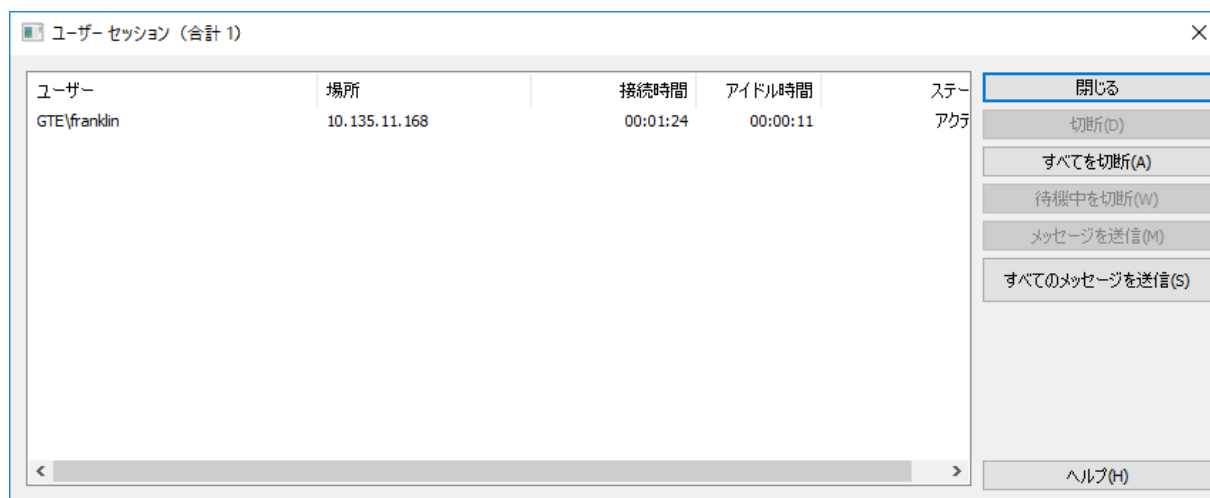 ユーザー セッション (合計 1)
ユーザー 場所 接続時間 アイドル時間 ステー
GTE\franklin 10.135.11.168 00:01:24 00:00:11 アクテ
閉じる
切断(D)
すべてを切断(A)
待機中を切断(W)
メッセージを送信(M)
すべてのメッセージを送信(S)
ヘルプ(H)